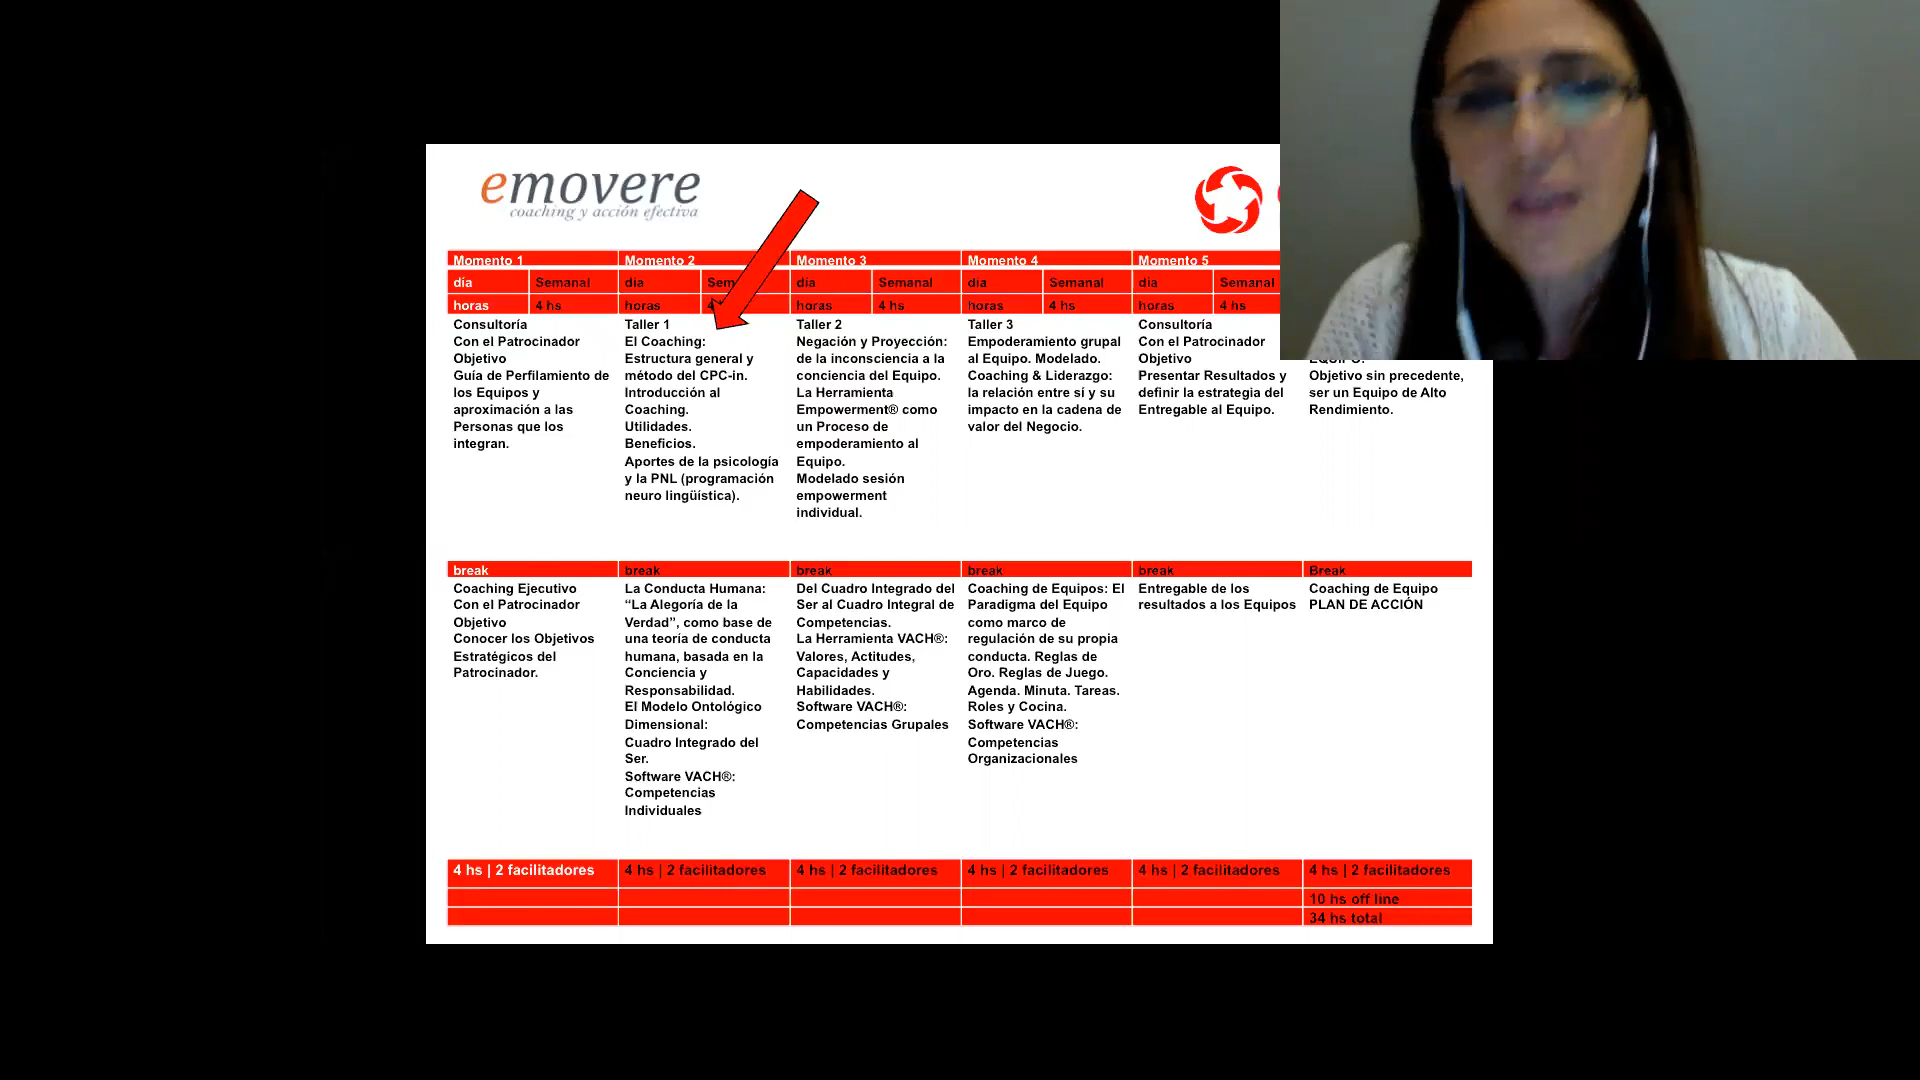 emovere
coaching y acción efectiva
Momento 1
Momento 2
Momento 3
Momento 4
Momento 5
día
Semanal
día
día
Semanal
día
Semanal
día
Semanal
horas
4 hs
horas
4
horas
4 hs
horas
4 hs
horas
4 hs
Consultoría
Con el Patrocinador
Objetivo
Guía de Perfilamiento de
los Equipos y
aproximación a las
Personas que los
integran.
Taller 1
El Coaching:
Estructura general y
método del CPC-in.
Introducción al
Coaching.
Utilidades.
Beneficios.
Aportes de la psicología
y la PNL (programación
neuro lingüística).
Taller 2
Negación y Proyección:
de la inconsciencia a la
conciencia del Equipo.
La Herramienta
Empowerment® como
un Proceso de
empoderamiento al
Equipo.
Modelado sesión
empowerment
individual.
Taller 3
Empoderamiento grupal
al Equipo. Modelado.
Coaching & Liderazgo:
la relación entre sí y su
impacto en la cadena de
valor del Negocio.
Consultoría
Con el Patrocinador
Objetivo
Presentar Resultados y
definir la estrategia del
Entregable al Equipo.
Objetivo sin precedente,
ser un Equipo de Alto
Rendimiento.
break
break
break
break
break
Break
Coaching Ejecutivo
Con el Patrocinador
Objetivo
Conocer los Objetivos
Estratégicos del
Patrocinador.
La Conducta Humana:
“La Alegoría de la
Verdad”, como base de
una teoría de conducta
humana, basada en la
Conciencia y
Responsabilidad.
El Modelo Ontológico
Dimensional:
Cuadro Integrado del
Ser.
Software VACH®:
Competencias
Individuales
Del Cuadro Integrado del
Ser al Cuadro Integral de
Competencias.
La Herramienta VACH®:
Valores, Actitudes,
Capacidades y
Habilidades.
Software VACH®:
Competencias Grupales
Coaching de Equipos: El
Paradigma del Equipo
como marco de
regulación de su propia
conducta. Reglas de
Oro. Reglas de Juego.
Agenda. Minuta. Tareas.
Roles y Cocina.
Software VACH®:
Competencias
Organizacionales
Entregable de los
resultados a los Equipos
Coaching de Equipo
PLAN DE ACCIÓN
4 hs | 2 facilitadores
4 hs | 2 facilitadores
4 hs | 2 facilitadores
4 hs | 2 facilitadores
4 hs | 2 facilitadores
4 hs | 2 facilitadores
10 hs off line
34 hs total